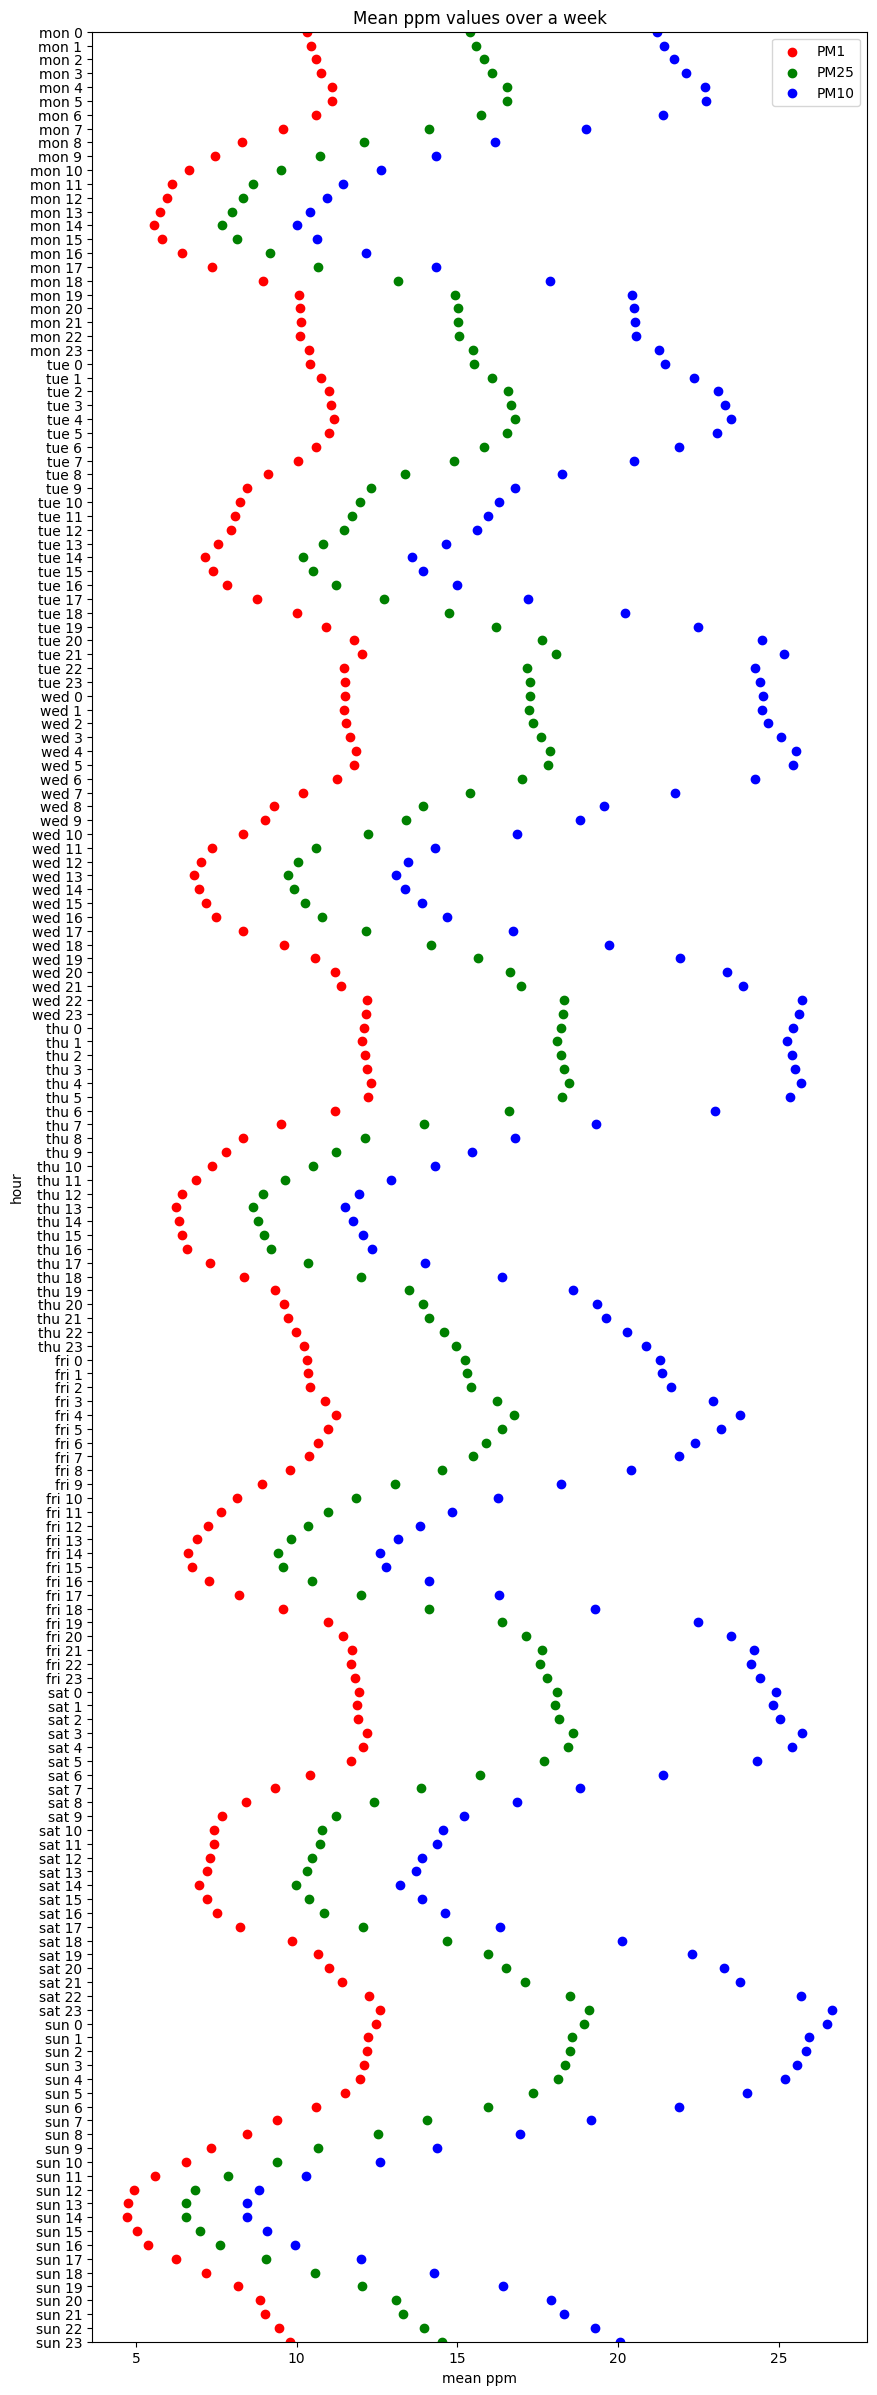 Mean ppm values over a week
PM1
PM25
PM10
mon 0
mon 1
mon 2
mon 3
mon 4
mon 5
mon 6
mon 7
mon 8
mon 9
mon 10
mon 11
mon 12
mon 13
mon 14
mon 15
mon 16
mon 17
mon 18
mon 19
mon 20
mon 21
mon 22
mon 23
tue 0
tue 1
tue 2
tue 3
tue 4
tue 5
tue 6
tue 7
tue 8
tue 9
tue 10
tue 11
tue 12
tue 13
tue 14
tue 15
tue 16
tue 17
tue 18
tue 19
tue 20
tue 21
tue 22
tue 23
wed 0
wed 1
wed 2
wed 3
wed 4
wed 5
wed 6
wed 7
wed 8
wed 9
wed 10
wed 11
wed 12
wed 13
wed 14
wed 15
wed 16
wed 17
wed 18
wed 19
wed 20
wed 21
wed 22
wed 23
thu 0
thu 1
thu 2
thu 3
thu 4
thu 5
thu 6
thu 7
thu 8
thu 9
thu 10
thu 11
thu 12
thu 13
thu 14
thu 15
thu 16
thu 17
thu 18
thu 19
thu 20
thu 21
thu 22
thu 23
fri 0
fri 1
fri 2
fri 3
fri 4
fri 5
fri 6
fri 7
fri 8
fri 9
fri 10
fri 11
fri 12
fri 13
fri 14
fri 15
fri 16
fri 17
fri 18
fri 19
fri 20
fri 21
fri 22
fri 23
sat 0
sat 1
sat 2
sat 3
sat 4
sat 5
sat 6
sat 7
sat 8
sat 9
sat 10
sat 11
sat 12
sat 13
sat 14
sat 15
sat 16
sat 17
sat 18
sat 19
sat 20
sat 21
sat 22
sat 23
sun 0
sun 1
sun 2
sun 3
sun 4
sun 5
sun 6
sun 7
sun 8
sun 9
sun 10
sun 11
sun 12
sun 13
sun 14
sun 15
sun 16
sun 17
sun 18
sun 19
sun 20
sun 21
sun 22
sun 23
hour
5 10 15 20 25
mean ppm